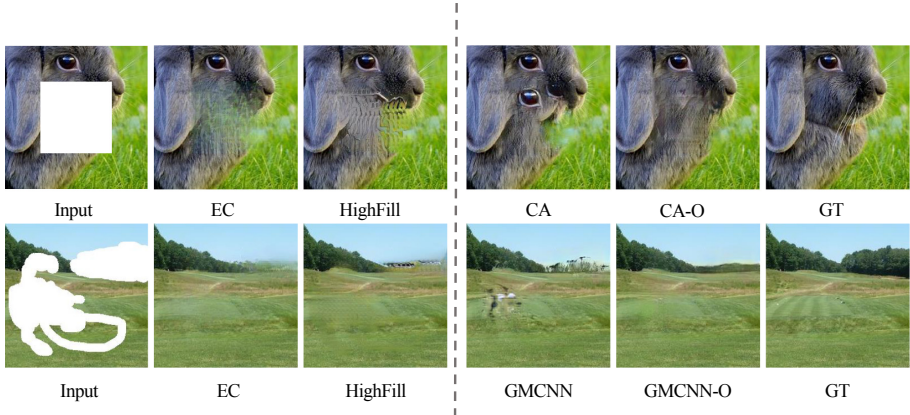 Input EC HighFill CA CA-O GT
Input EC HighFill GMCNN GMCNN-O GT